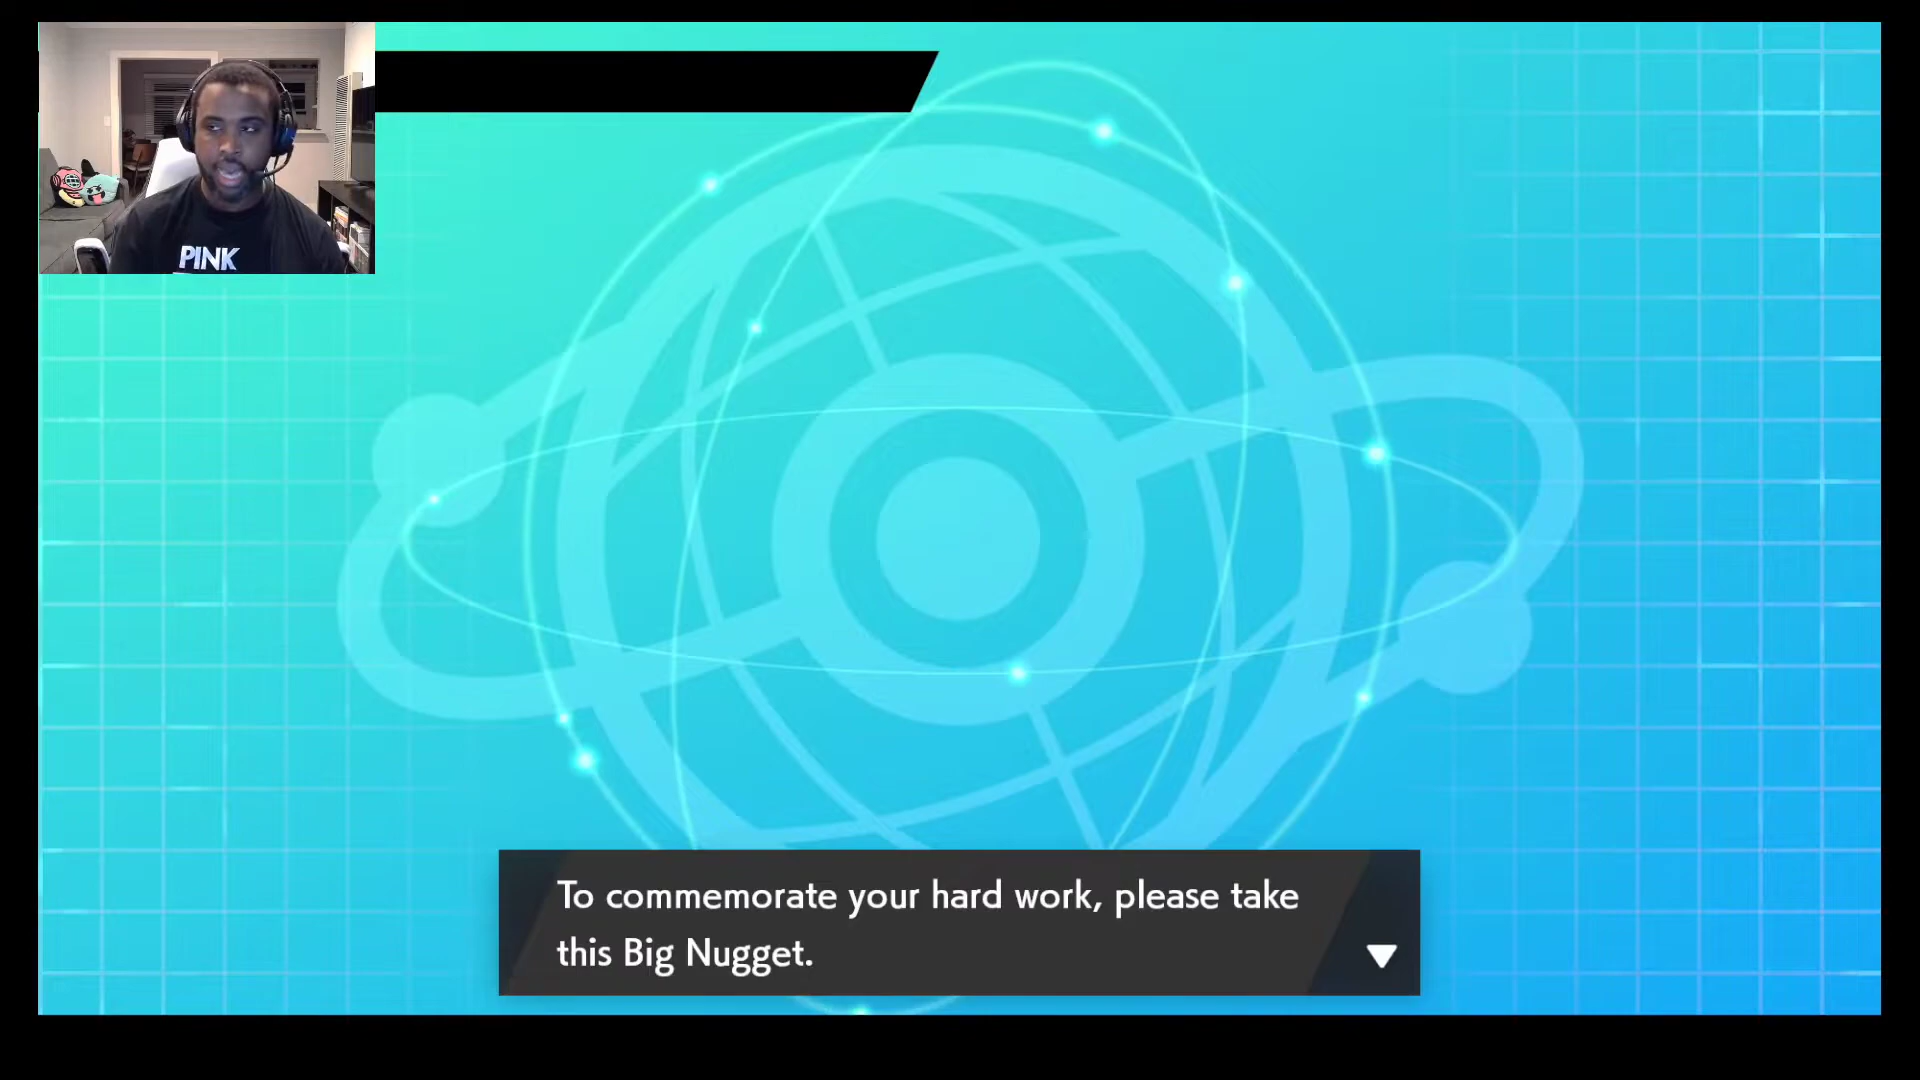 PINK
To commemorate your hard work, please take
this Big Nugget.